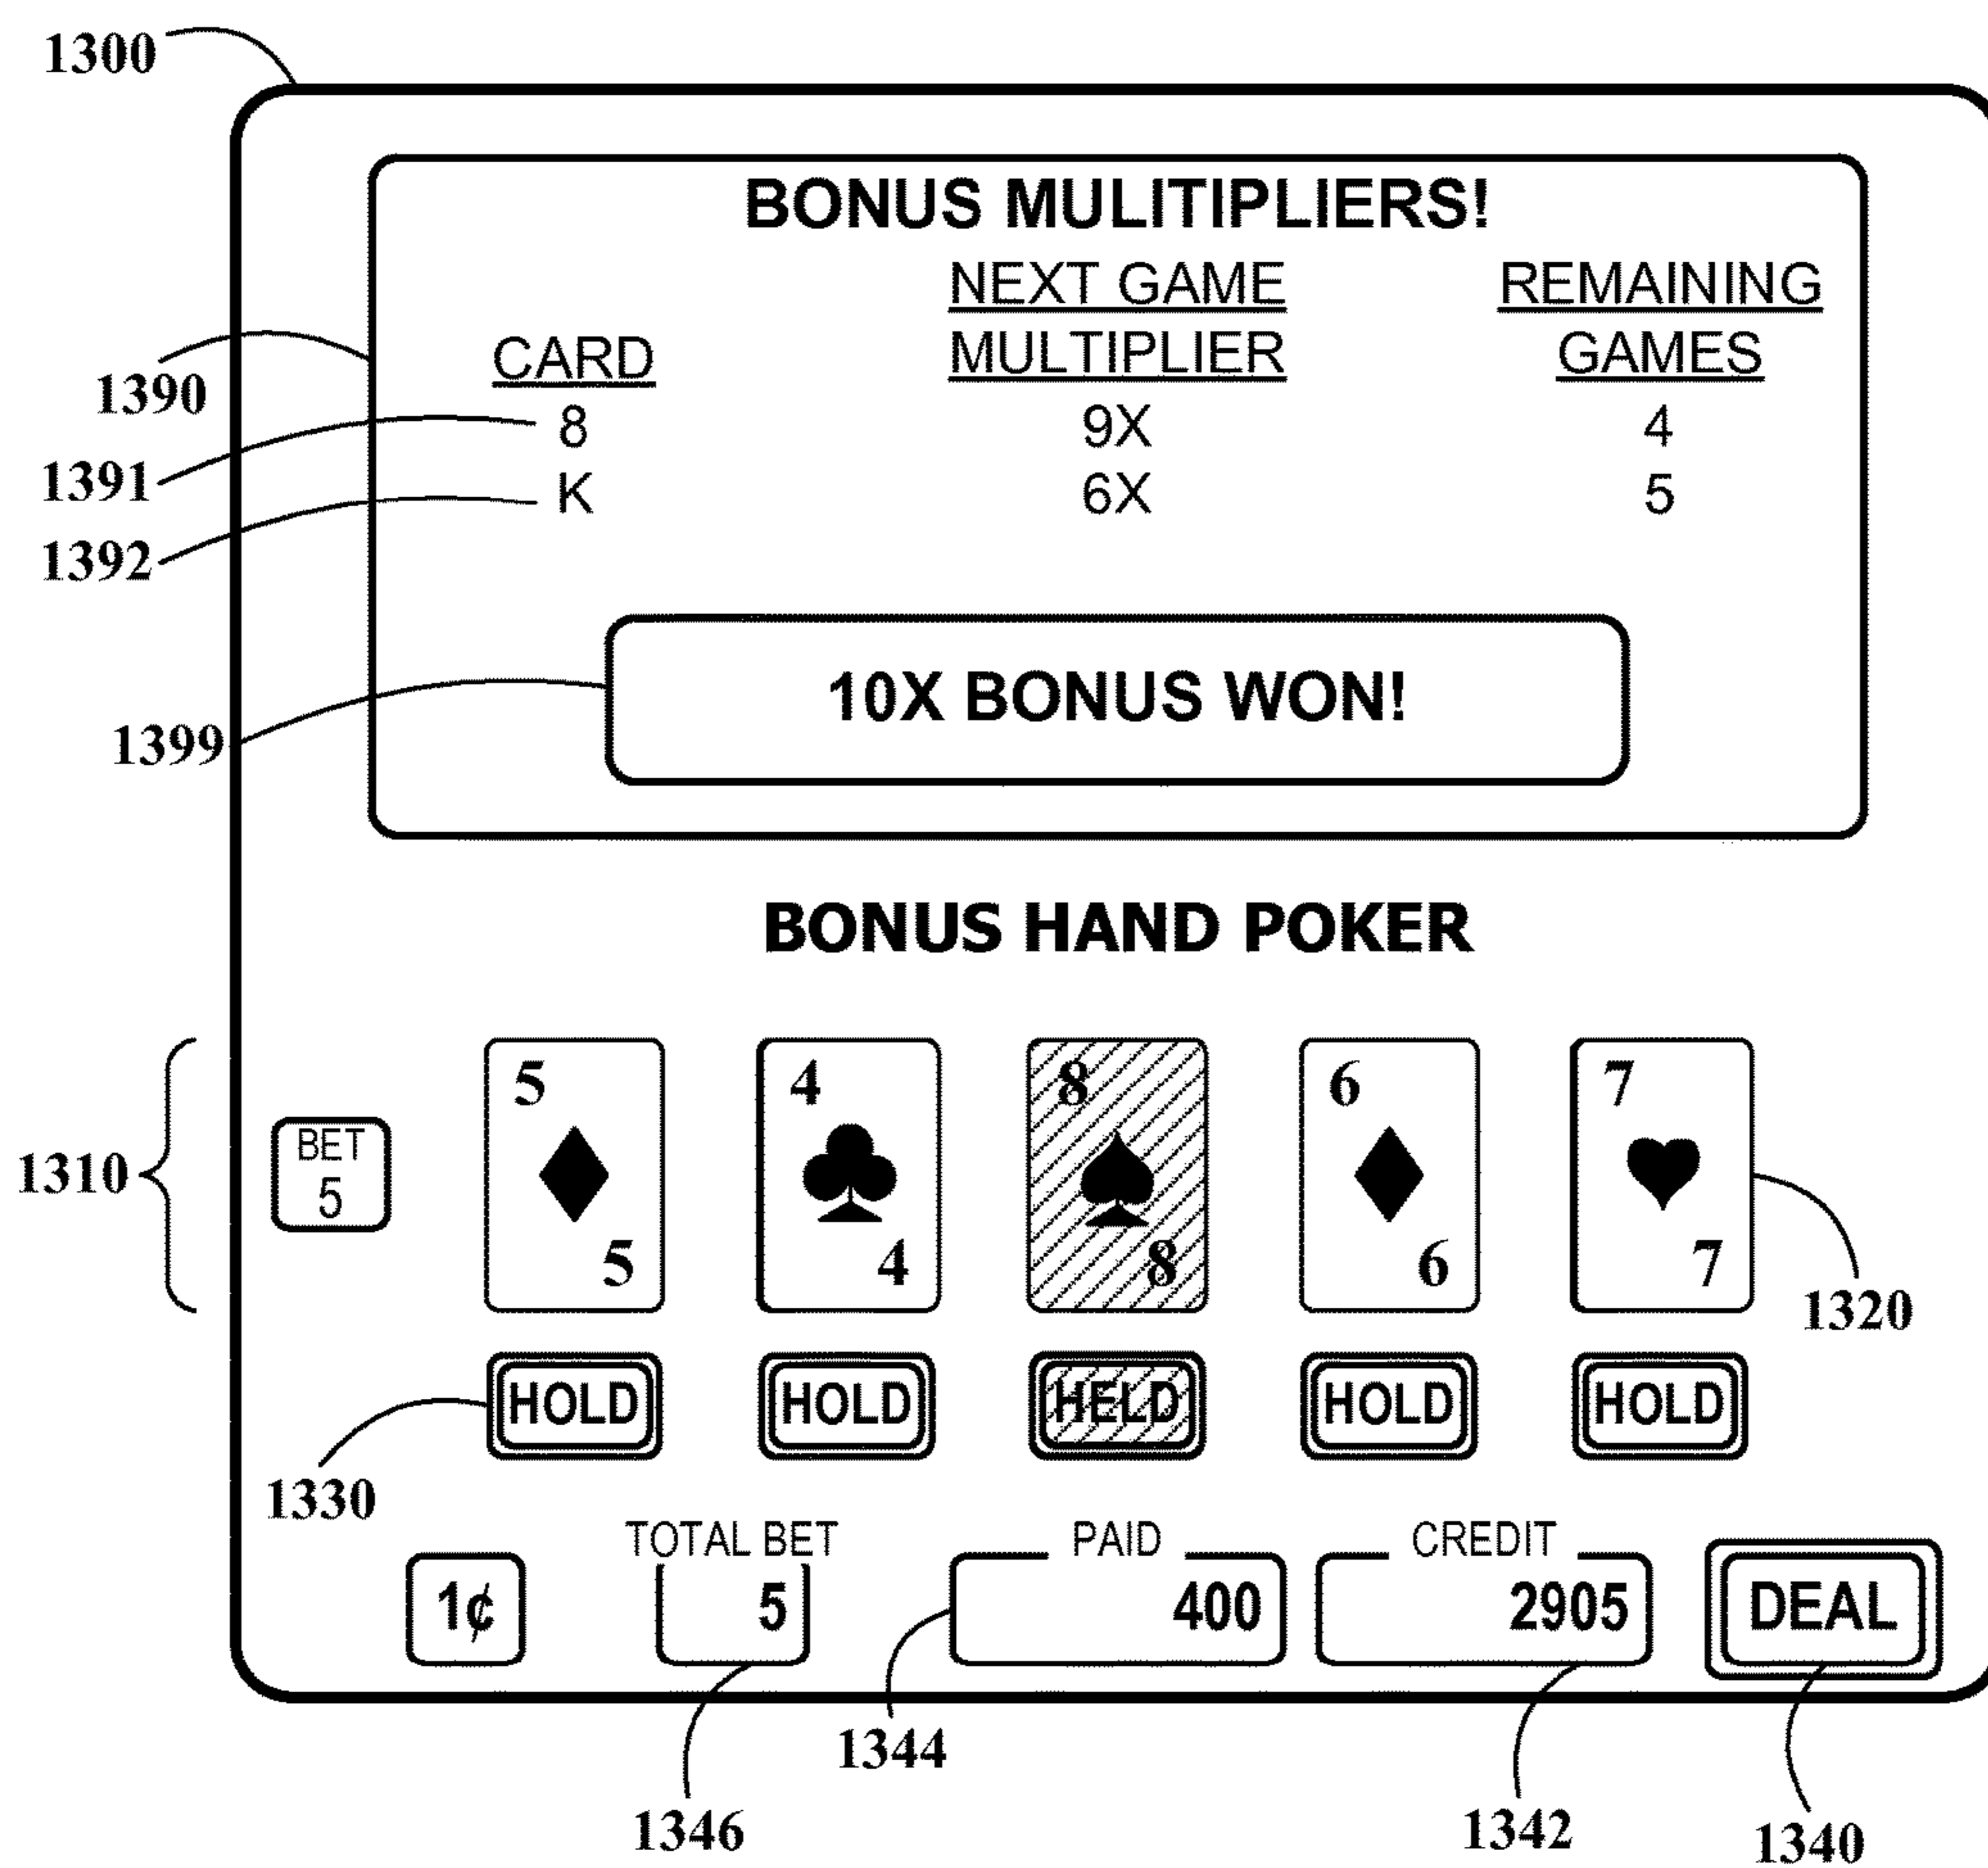 1300
BONUS MULITIPLIERS!
NEXT GAME REMAINING
CARD MULTIPLIER GAMES
1390
8 9X 4
1391
K 6X 5
1392
10X BONUS WON!
1399
BONUS HAND POKER
5 4 8 6 7
1310
BET
5
5 4 8 6 7
1320
HOLD HOLD HELD HOLD HOLD
1330
TOTAL BET PAID CREDIT
1¢ 5 400 2905 DEAL
1344
1346 1342 1340